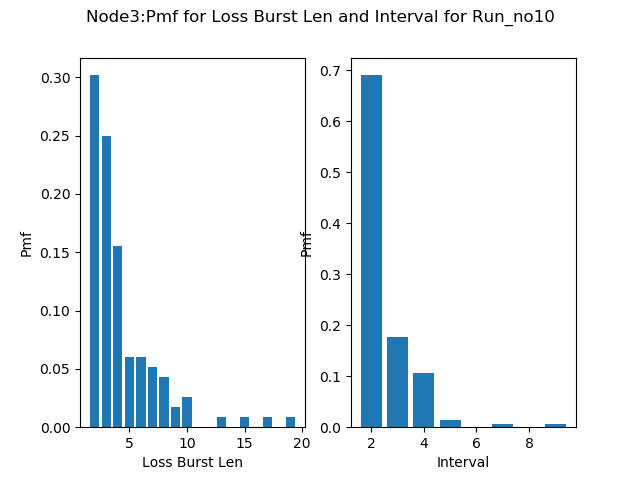 Node3:Pmf for Loss Burst Len and Interval for Run_no10
Pmf
0.30
0.25
0.20
0.15
0.10
0.05
0.00
5 10 15 20
Loss Burst Len
Pmf
0.7
0.6
0.5
0.4
0.3
0.2
0.1
0.0
2 4 6 8
Interval